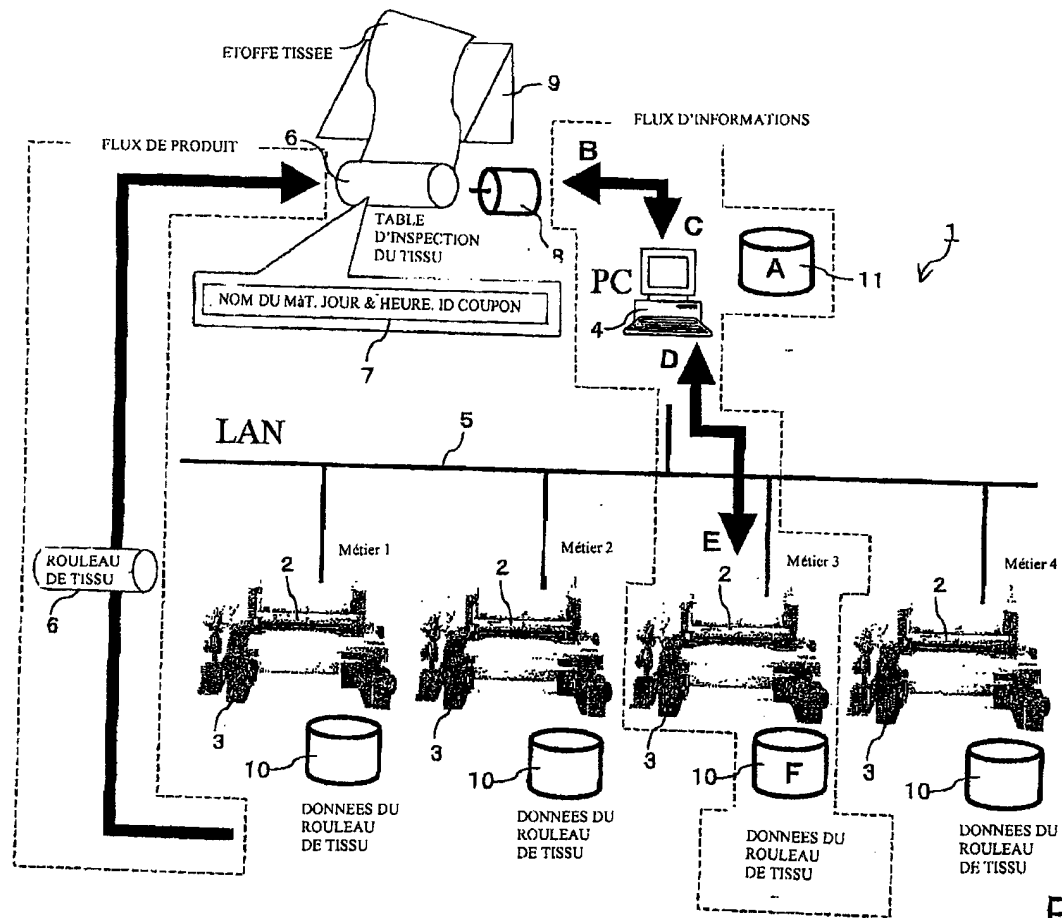 ETOFFE TISSEE
9
FLUX D'INFORMATIONS
FLUX DE PRODUIT
6
B
TABLE
D'INSPECTION
DU TISSU
8
C
A
11
1
PC
4
NOM DU MàT. JOUR & HEURE. ID COUPON
7
D
LAN
5
E
Métier 1
Métier 2
Métier 3
Métier 4
ROULEAU
DE TISSU
6
2
2
2
2
3
3
3
3
10
10
10
F
10
DONNEES DU
ROULEAU
DE TISSU
DONNEES DU
ROULEAU
DE TISSU
DONNEES DU
ROULEAU
DE TISSU
DONNEES DU
ROULEAU
DE TISSU